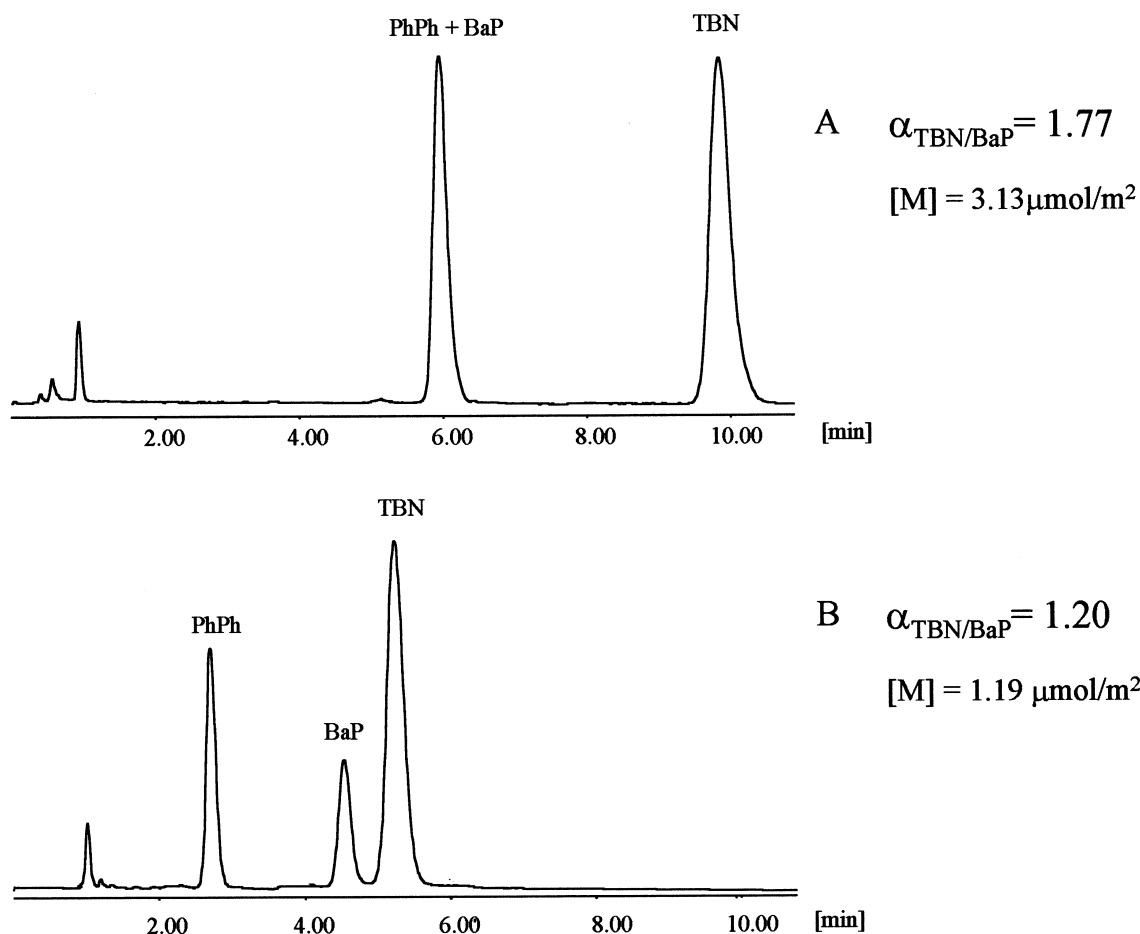 PhPh + BaP
TBN
A αTBN/BaP= 1.77
[M] = 3.13μmol/m²
2.00 4.00 6.00 8.00 10.00 [min]
TBN
PhPh
BaP
B αTBN/BaP= 1.20
[M] = 1.19 μmol/m²
2.00 4.00 6.00 8.00 10.00 [min]